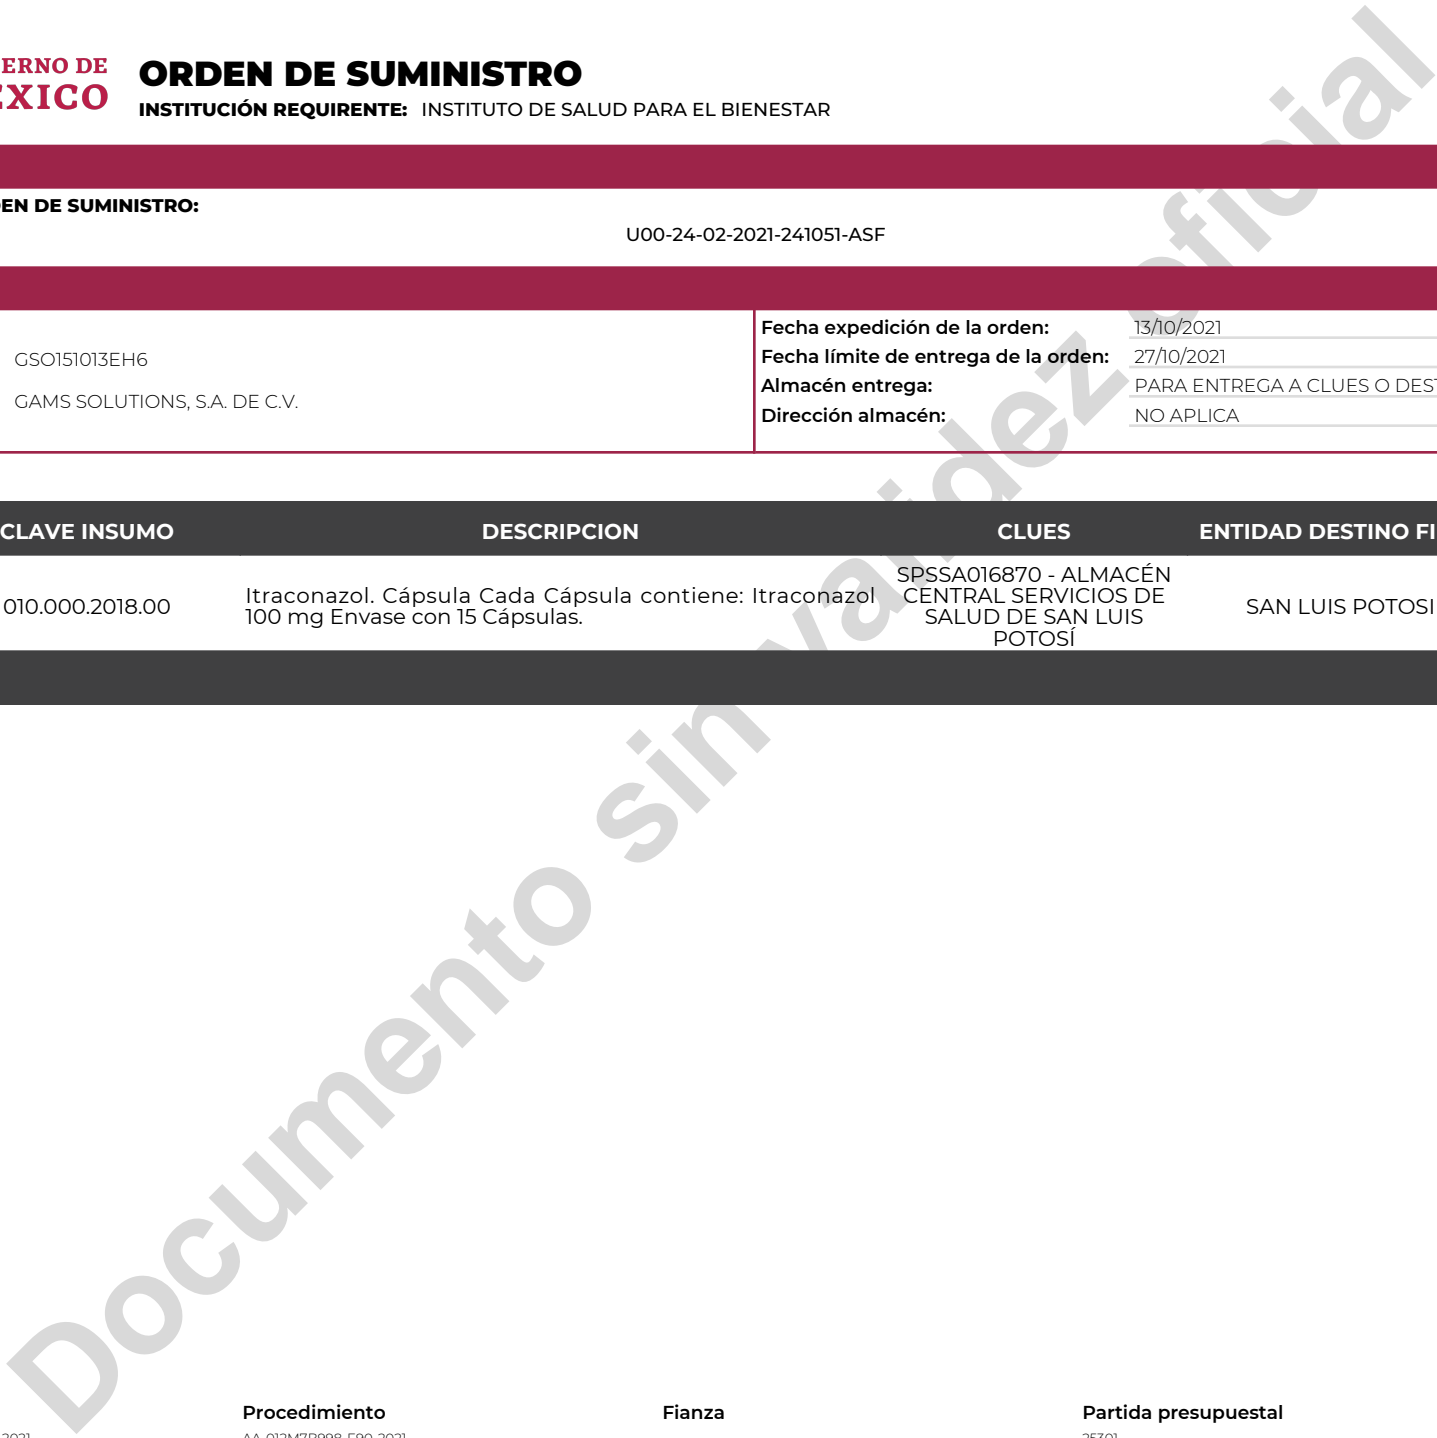 ORDEN DE SUMINISTRO
INSTITUCIÓN REQUIRENTE: INSTITUTO DE SALUD PARA EL BIENESTAR
ERNO DE
EXICO
EN DE SUMINISTRO:
U00-24-02-2021-241051-ASF
GSO151013EH6
GAMS SOLUTIONS, S.A. DE C.V.
Fecha expedición de la orden: 13/10/2021
Fecha límite de entrega de la orden: 27/10/2021
Almacén entrega: PARA ENTREGA A CLUES O DEST
Dirección almacén: NO APLICA
CLAVE INSUMO DESCRIPCION CLUES ENTIDAD DESTINO FI
010.000.2018.00
Itraconazol. Cápsula Cada Cápsula contiene: Itraconazol
100 mg Envase con 15 Cápsulas.
SPSSA016870 - ALMACÉN
CENTRAL SERVICIOS DE
SALUD DE SAN LUIS
POTOSÍ
SAN LUIS POTOSI
Documento sin validez oficial
Procedimiento Fianza Partida presupuestal